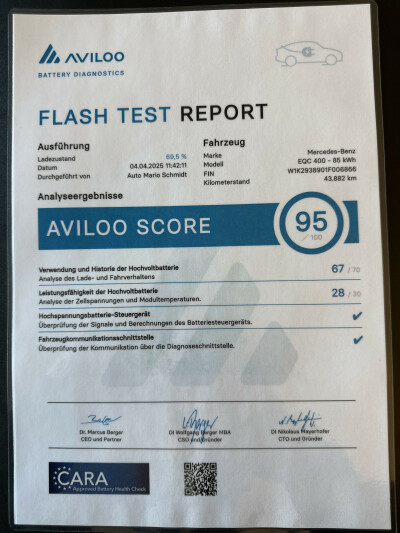 AVILOO
BATTERY DIAGNOSTICS
FLASH TEST REPORT
Ausführung
Ladezustand 69,5 %
Datum 04.04.2025 11:42:11
Durchgeführt von Auto Mario Schmidt
Fahrzeug
Marke Mercedes-Benz
Modell EQC 400 - 85 kWh
FIN W1K2938901F006866
Kilometerstand 43.882 km
Analyseergebnisse
AVILOO SCORE 95 / 100
Verwendung und Historie der Hochvoltbatterie 67 / 70
Analyse des Lade- und Fahrverhaltens
Leistungsfähigkeit der Hochvoltbatterie 28 / 30
Analyse der Zellspannungen und Modultemperaturen.
Hochspannungsbatterie-Steuergerät
Überprüfung der Signale und Berechnungen des Batteriesteuergeräts.
Fahrzeugkommunikationsschnittstelle
Überprüfung der Kommunikation über die Diagnoseschnittstelle.
Dr. Marcus Berger
CEO und Partner
DI Wolfgang Berger MBA
CSO und Gründer
DI Nikolaus Mayerhofer
CTO und Gründer
CARA
Approved Battery Health Check